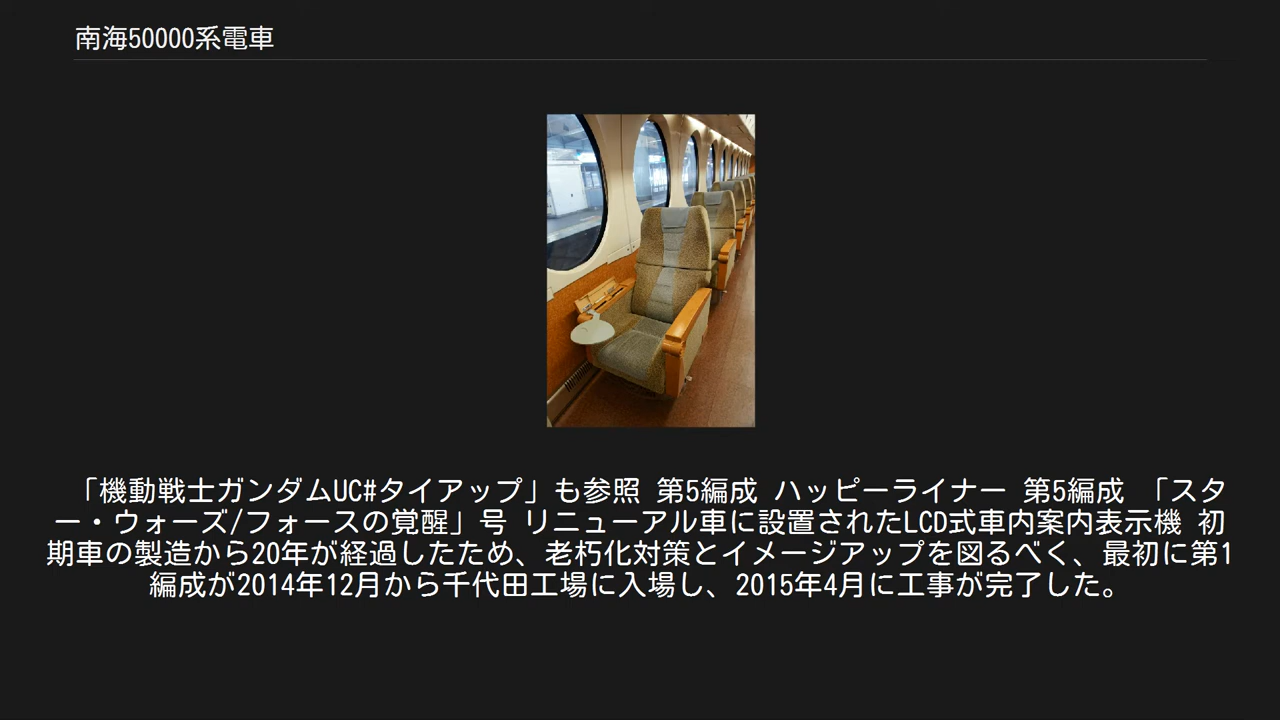 南海50000系電車
「機動戦士ガンダムUC#タイアップ」も参照 第5編成 ハッピーライナー 第5編成 「スタ
ー・ウォーズ/フォースの覚醒」号 リニューアル車に設置されたLCD式車内案内表示機 初
期車の製造から20年が経過したため、老朽化対策とイメージアップを図るべく、最初に第1
編成が2014年12月から千代田工場に入場し、2015年4月に工事が完了した。